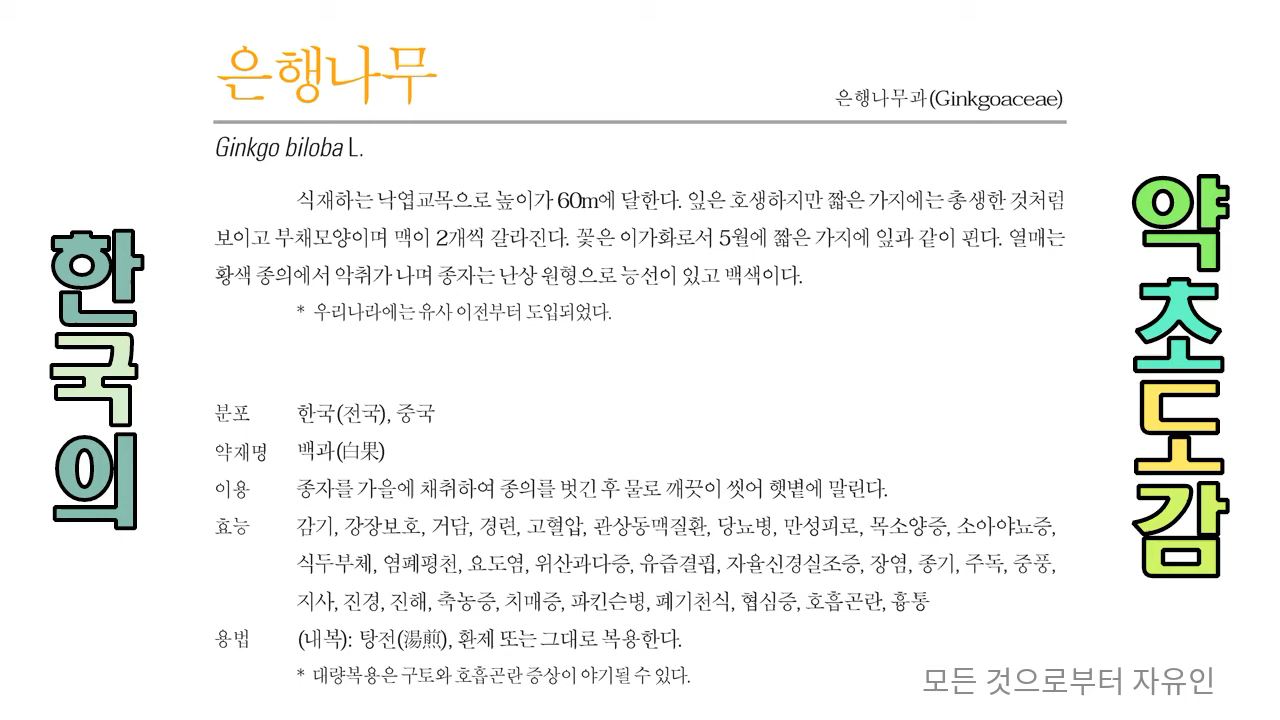 은행나무
은행나무과(Ginkgoaceae)
Ginkgo biloba L.
식재하는 낙엽교목으로 높이가 60m에 달한다. 잎은 호생하지만 짧은 가지에는 총생한 것처럼
보이고 부채모양이며 맥이 2개씩 갈라진다. 꽃은 이가화로서 5월에 짧은 가지에 잎과 같이 핀다. 열매는
황색 종의에서 악취가 나며 종자는 난상 원형으로 능선이 있고 백색이다.
* 우리나라에는 유사 이전부터 도입되었다.
분포 한국(전국), 중국
약재명 백과(白果)
이용 종자를 가을에 채취하여 종의를 벗긴 후 물로 깨끗이 씻어 햇볕에 말린다.
효능 감기, 강장보호, 거담, 경련, 고혈압, 관상동맥질환, 당뇨병, 만성피로, 목소양증, 소아야뇨증,
식두부체, 염폐평천, 요도염, 위산과다증, 유즙결핍, 자율신경실조증, 장염, 종기, 주독, 중풍,
지사, 진경, 진해, 축농증, 치매증, 파킨슨병, 폐기천식, 협심증, 호흡곤란, 흉통
용법 (내복): 탕전(湯煎), 환제 또는 그대로 복용한다.
* 대량복용은 구토와 호흡곤란 증상이 야기될 수 있다.
한국의
약초도감
모든 것으로부터 자유인